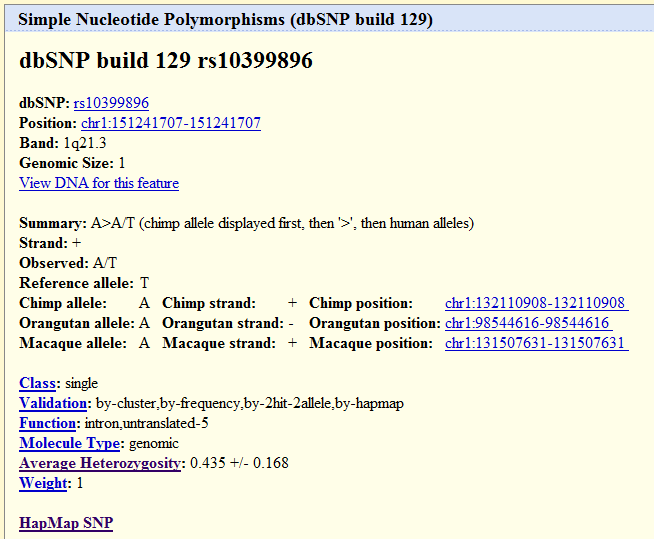 Simple Nucleotide Polymorphisms (dbSNP build 129)
dbSNP build 129 rs10399896
dbSNP: rs10399896
Position: chr1:151241707-151241707
Band: 1q21.3
Genomic Size: 1
View DNA for this feature
Summary: A>A/T (chimp allele displayed first, then '>', then human alleles)
Strand: +
Observed: A/T
Reference allele: T
Chimp allele: A Chimp strand: + Chimp position: chr1:132110908-132110908
Orangutan allele: A Orangutan strand: - Orangutan position: chr1:98544616-98544616
Macaque allele: A Macaque strand: + Macaque position: chr1:131507631-131507631
Class: single
Validation: by-cluster,by-frequency,by-2hit-2allele,by-hapmap
Function: intron,untranslated-5
Molecule Type: genomic
Average Heterozygosity: 0.435 +/- 0.168
Weight: 1
HapMap SNP